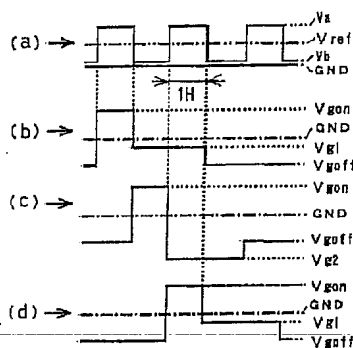 (a)
Va
Vref
Vb
GND
1H
(b)
Vgon
GND
Vgl
Vgoff
(c)
Vgon
GND
Vgoff
Vg2
(d)
Vgon
GND
Vgl
Vgoff